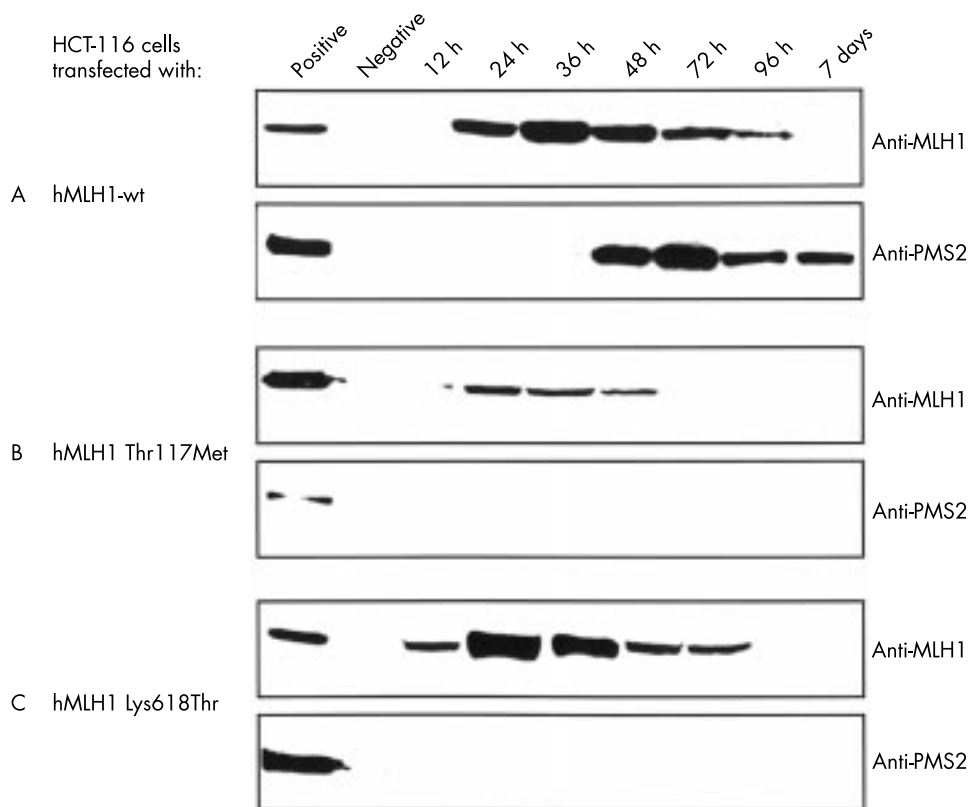 HCT-116 cells
transfected with:
Positive
Negative
12 h
24 h
36 h
48 h
72 h
96 h
7 days
Anti-MLH1
A hMLH1-wt
Anti-PMS2
Anti-MLH1
B hMLH1 Thr117Met
Anti-PMS2
Anti-MLH1
C hMLH1 Lys618Thr
Anti-PMS2